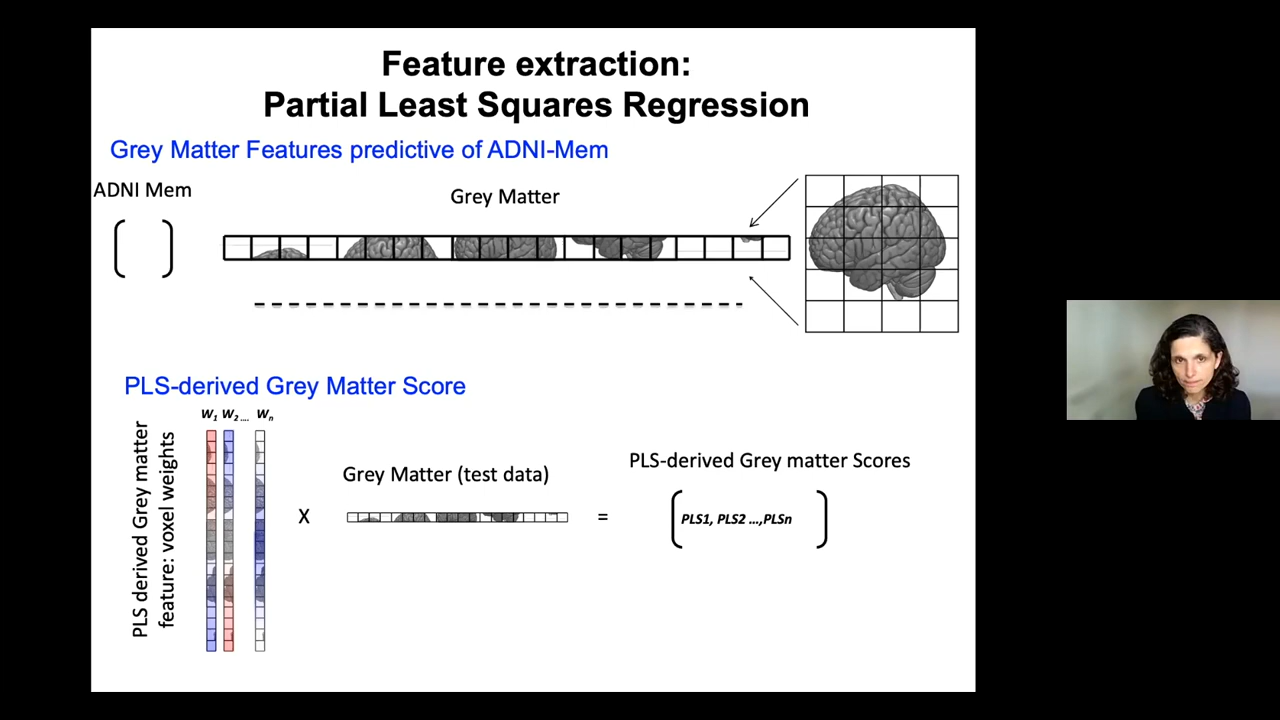 Feature extraction:
Partial Least Squares Regression
Grey Matter Features predictive of ADNI-Mem
ADNI Mem
Grey Matter
PLS-derived Grey Matter Score
W1 W2 .... Wn
PLS derived Grey matter
feature: voxel weights
Grey Matter (test data)
X
=
PLS-derived Grey matter Scores
PLS1, PLS2 ...,PLSn